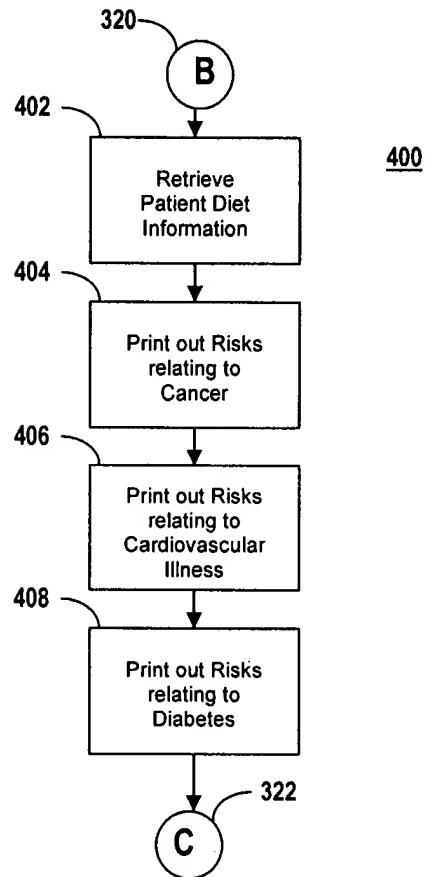 320
B
402
400
Retrieve
Patient Diet
Information
404
Print out Risks
relating to
Cancer
406
Print out Risks
relating to
Cardiovascular
Illness
408
Print out Risks
relating to
Diabetes
322
C